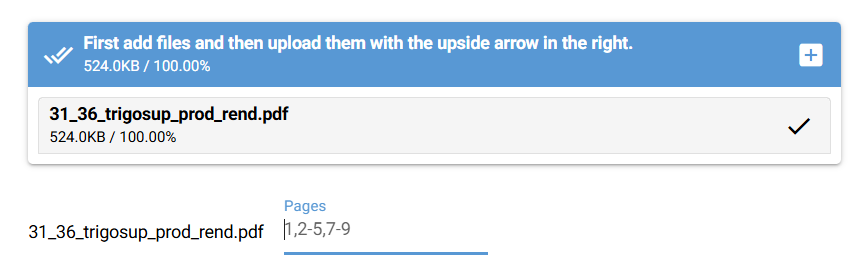 First add files and then upload them with the upside arrow in the right.
524.0KB / 100.00%
31_36_trigosup_prod_rend.pdf
524.0KB / 100.00%
Pages
31_36_trigosup_prod_rend.pdf
1,2-5,7-9